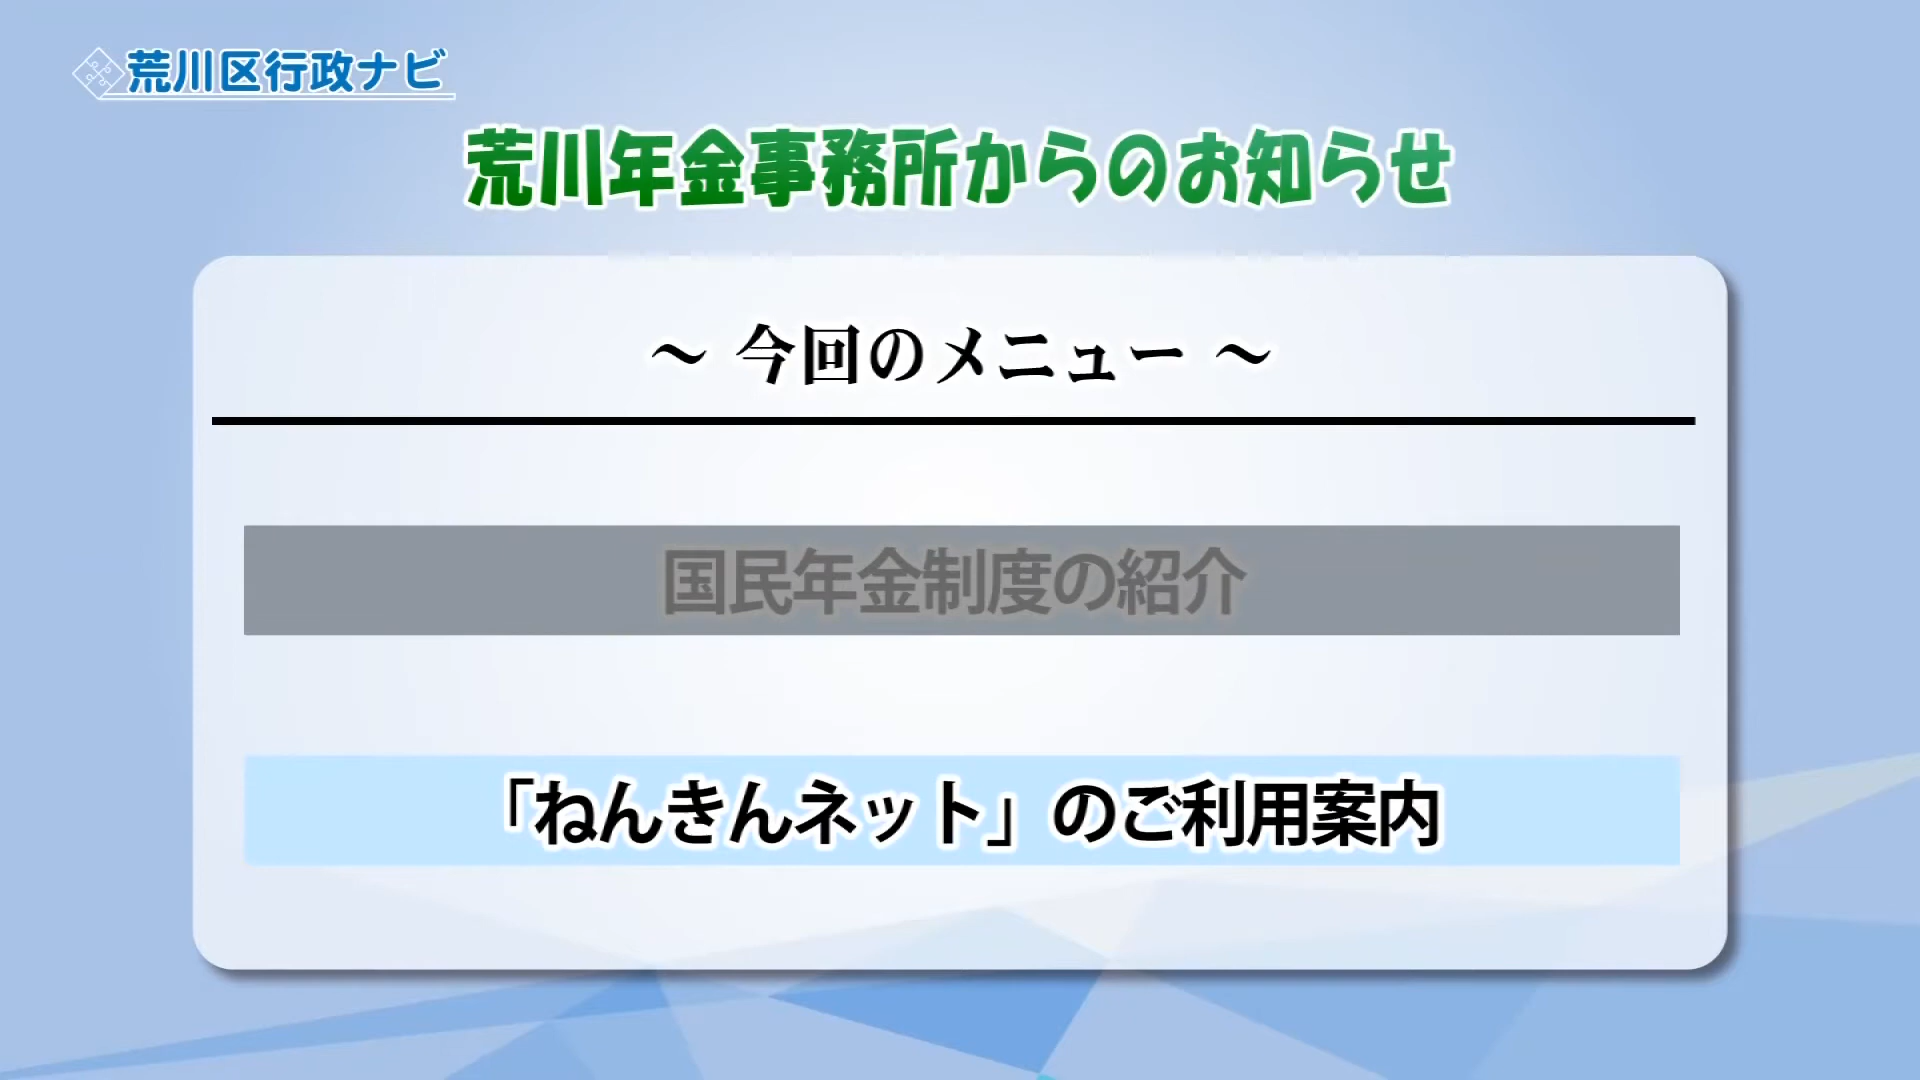 荒川区行政ナビ
荒川年金事務所からのお知らせ
～ 今回のメニュー ～
国民年金制度の紹介
「ねんきんネット」のご利用案内